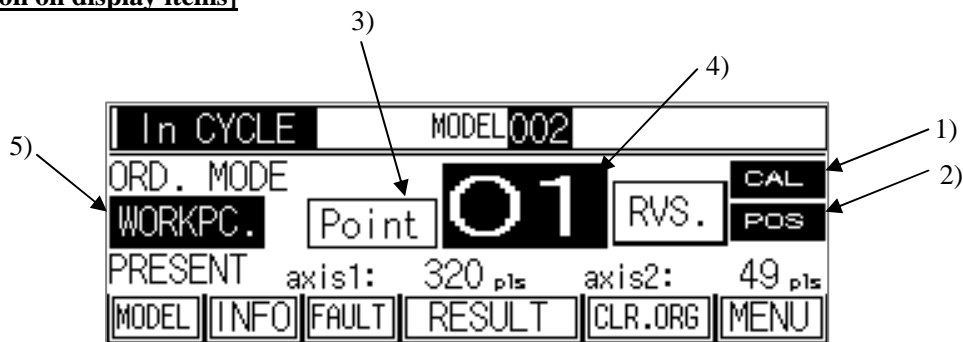 on on display items]
3)
4)
In CYCLE MODEL 002
5)
1)
ORD. MODE
CAL
2)
WORKPC. Point 01 RVS. POS
PRESENT axis1: 320 pls axis2: 49 pls
MODEL INFO FAULT RESULT CLR.ORG MENU